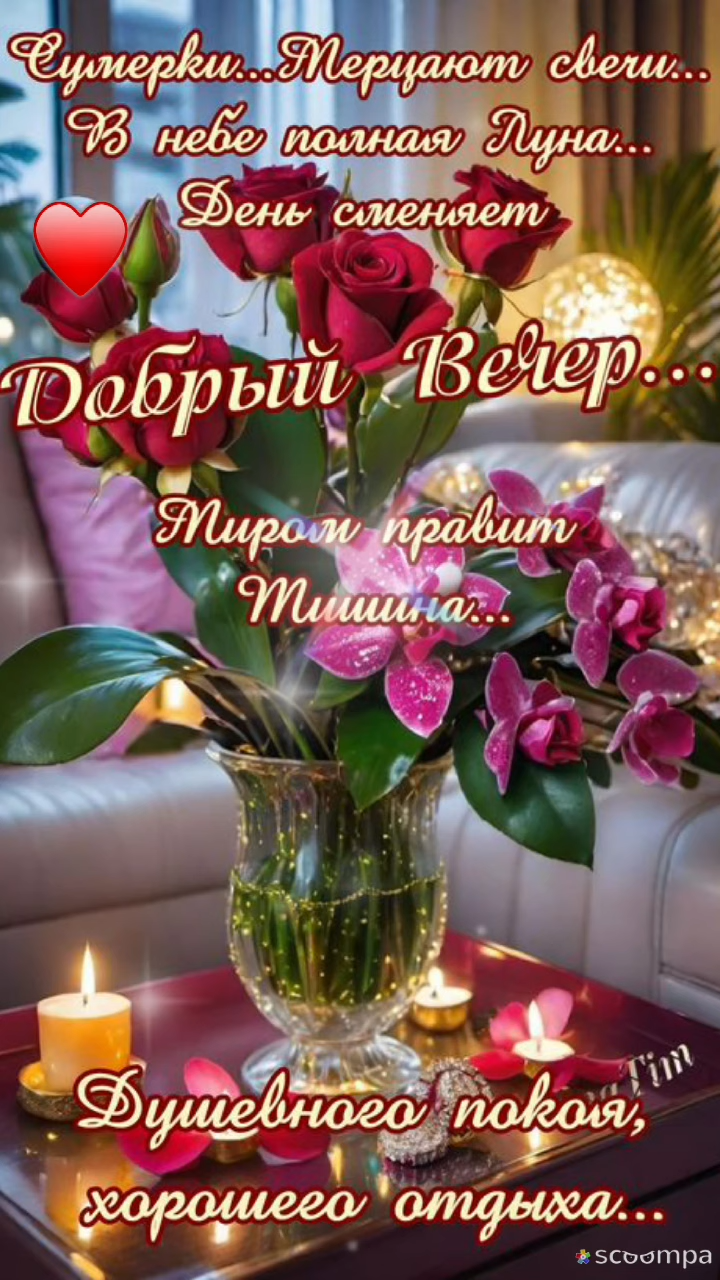 Сумерки...Мерцают свечи...
В небе полная Луна...
День сменяет
Добрый Вечер...
Миром правит
Тишина...
Душевного покоя,
хорошего отдыха...
scoompa